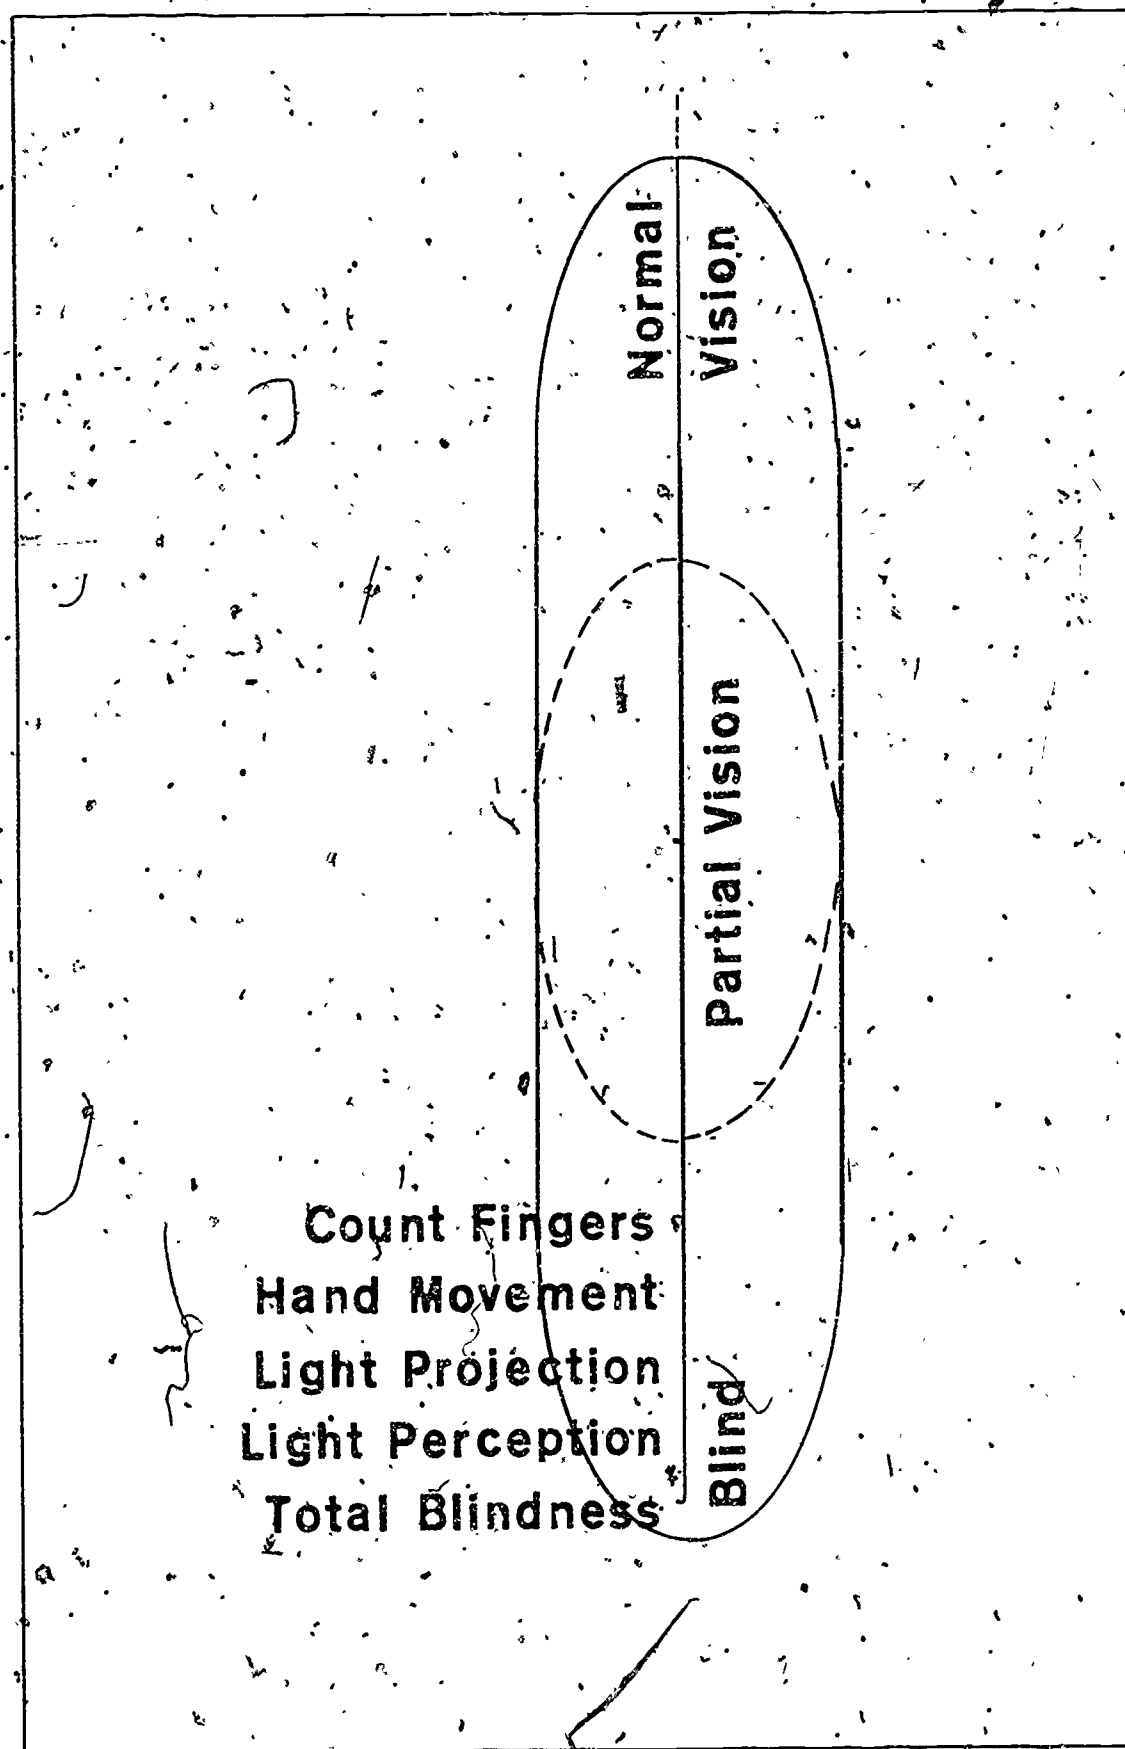 Normal
Vision
Partial Vision
Count Fingers
Hand Movement
Light Projection
Light Perception
Total Blindness
Blind